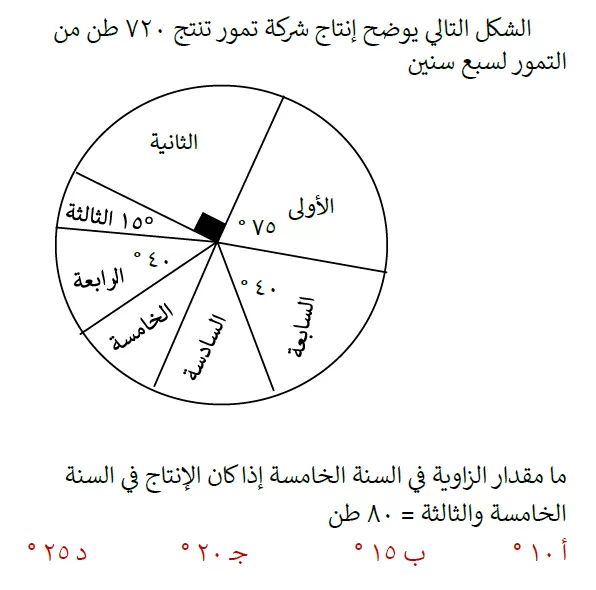 الشكل التالي يوضح إنتاج شركة تمور تنتج ٧٢٠ طن من
التمور لسبع سنين
الثانية
الأولى
٧٥ °
١٥° الثالثة
٤٠ °
الرابعة
٤٠ °
الخامسة
السادسة
السابعة
ما مقدار الزاوية في السنة الخامسة إذا كان الإنتاج في السنة
الخامسة والثالثة = ٨٠ طن
أ ١٠ ° ب ١٥ ° جـ ٢٠ ° د ٢٥ °